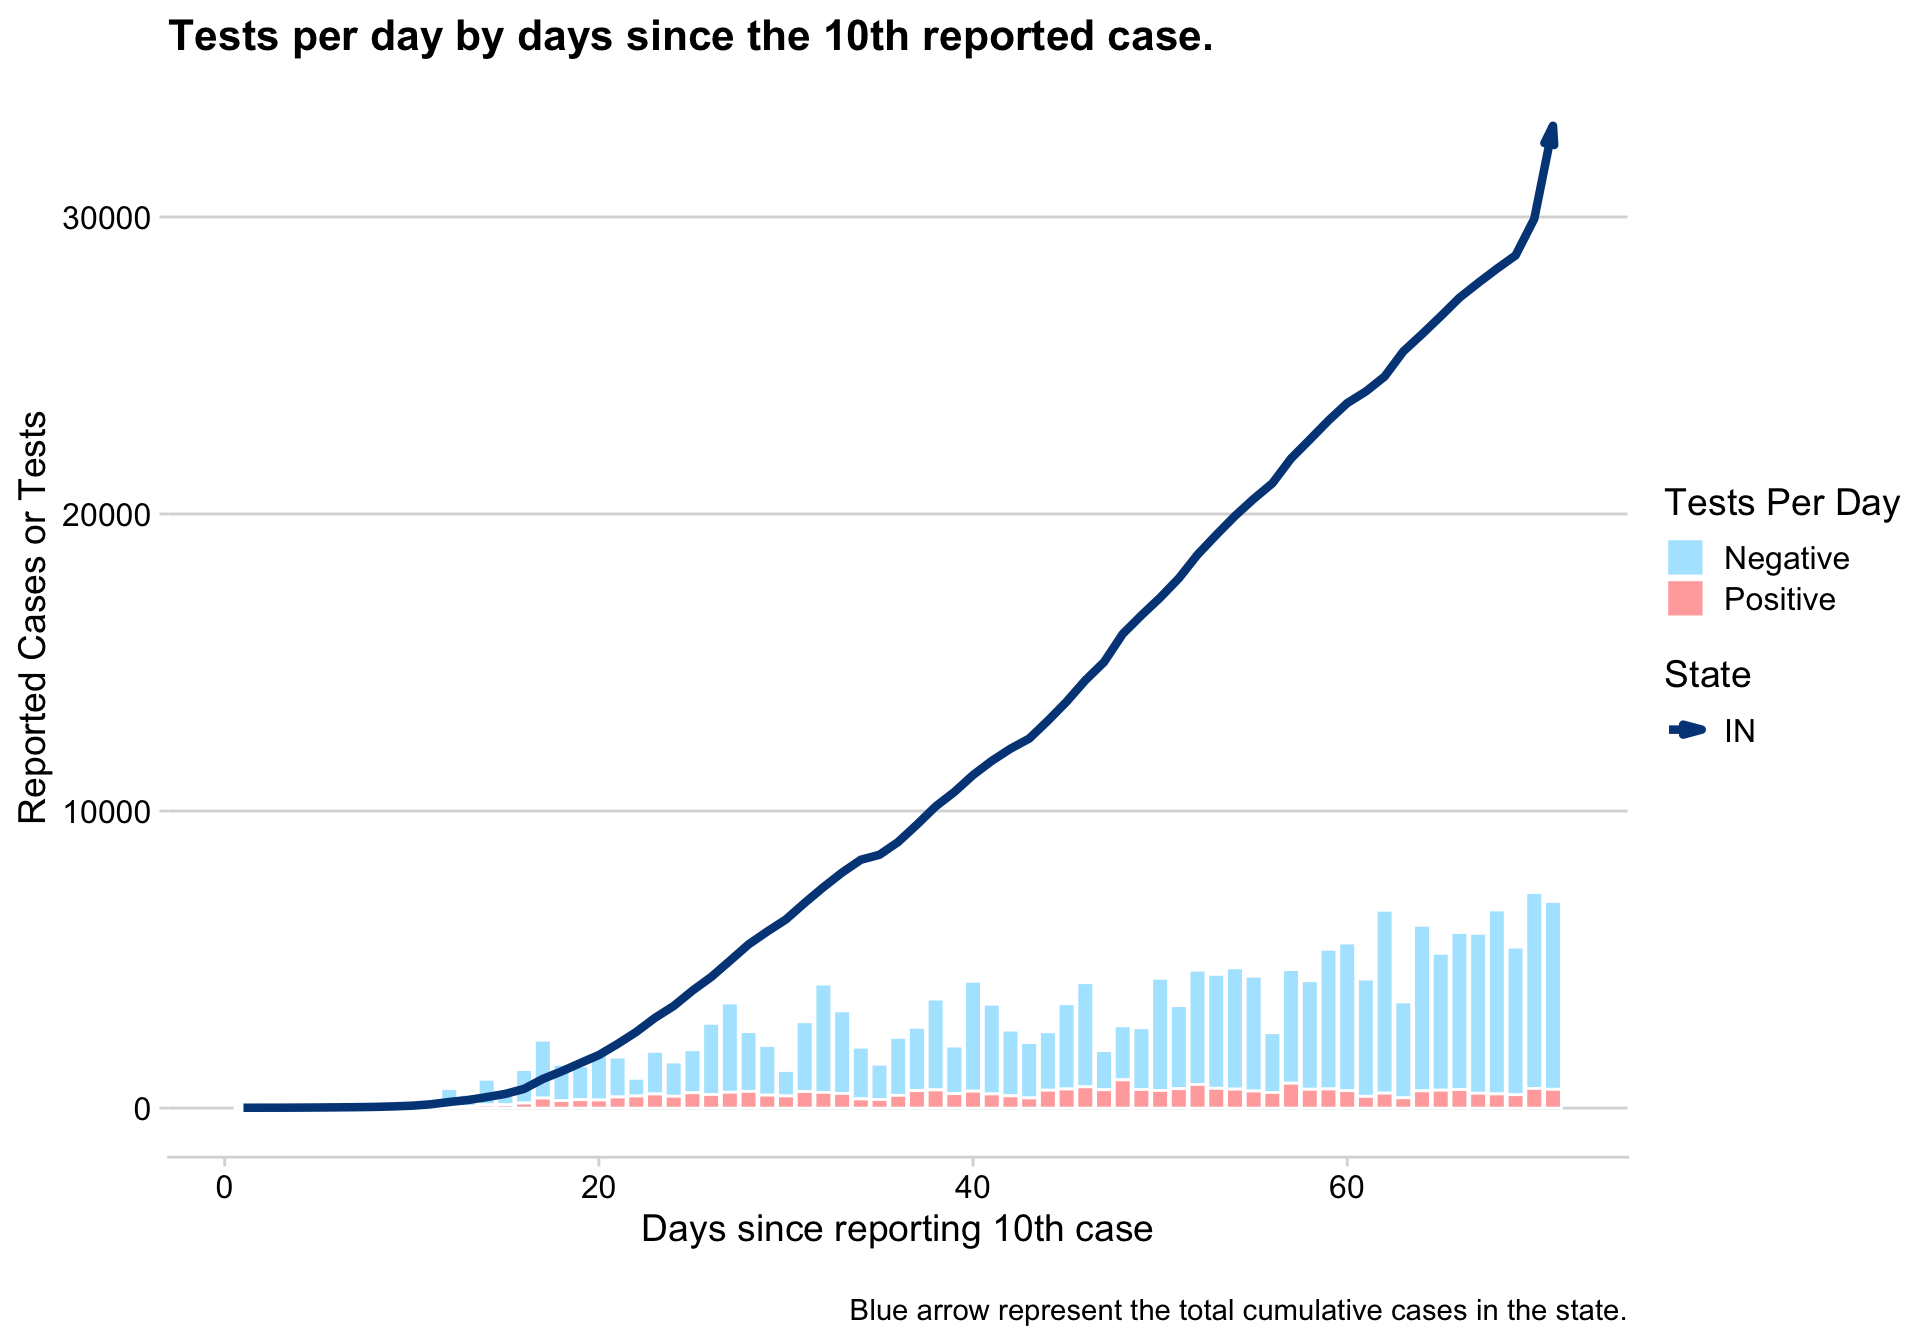 Tests per day by days since the 10th reported case.
Reported Cases or Tests
30000
20000
10000
0
0 20 40 60
Days since reporting 10th case
Tests Per Day
Negative
Positive
State
IN
Blue arrow represent the total cumulative cases in the state.